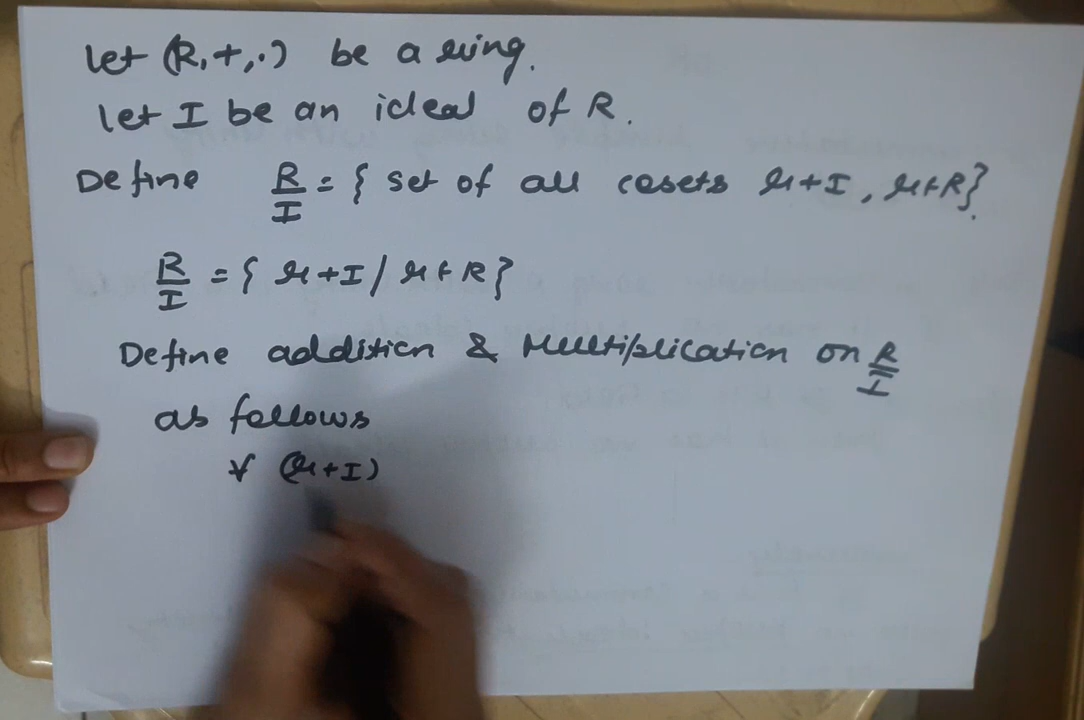 let (R,+,·) be a ring.
let I be an ideal of R.
Define R/I = { set of all cosets r+I, r∈R}.
R/I = { r+I / r∈R}
Define addition & Multiplication on R/I
as follows
∀ (r+I)